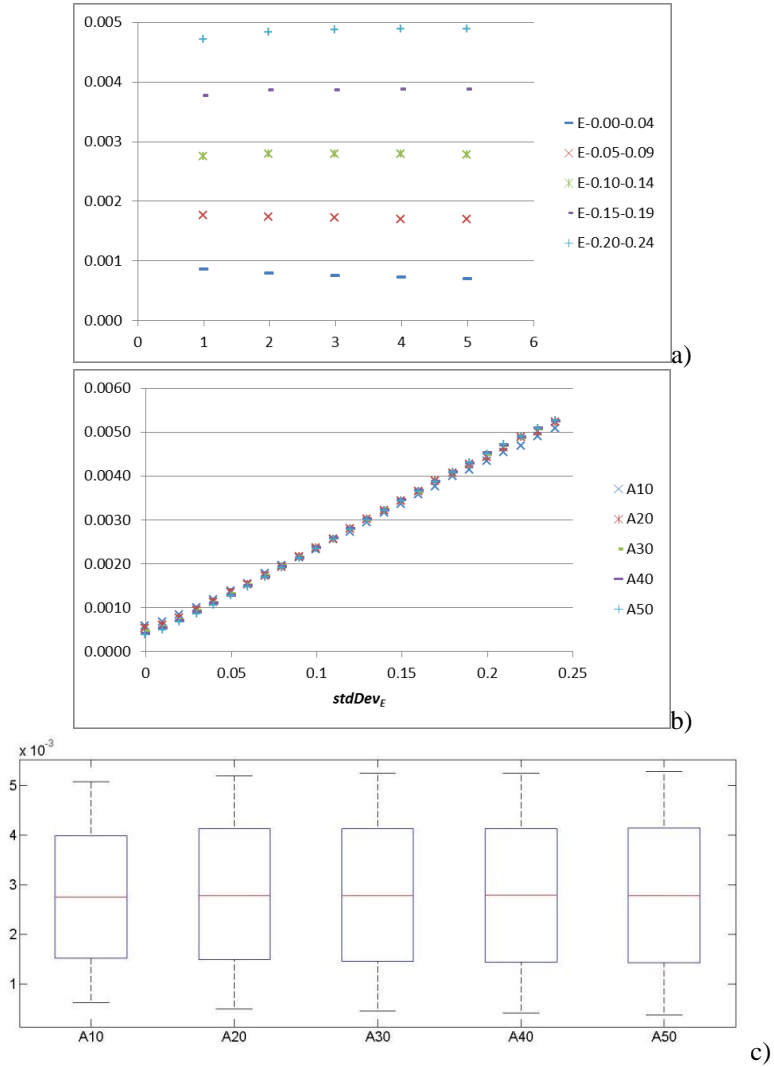 0.005
0.004
0.003
0.002
0.001
0.000
0 1 2 3 4 5 6
E-0.00-0.04
E-0.05-0.09
E-0.10-0.14
E-0.15-0.19
E-0.20-0.24
a)
0.0060
0.0050
0.0040
0.0030
0.0020
0.0010
0.0000
0 0.05 0.1 0.15 0.2 0.25
stdDevE
A10
A20
A30
A40
A50
b)
x 10-3
5
4
3
2
1
A10 A20 A30 A40 A50
c)